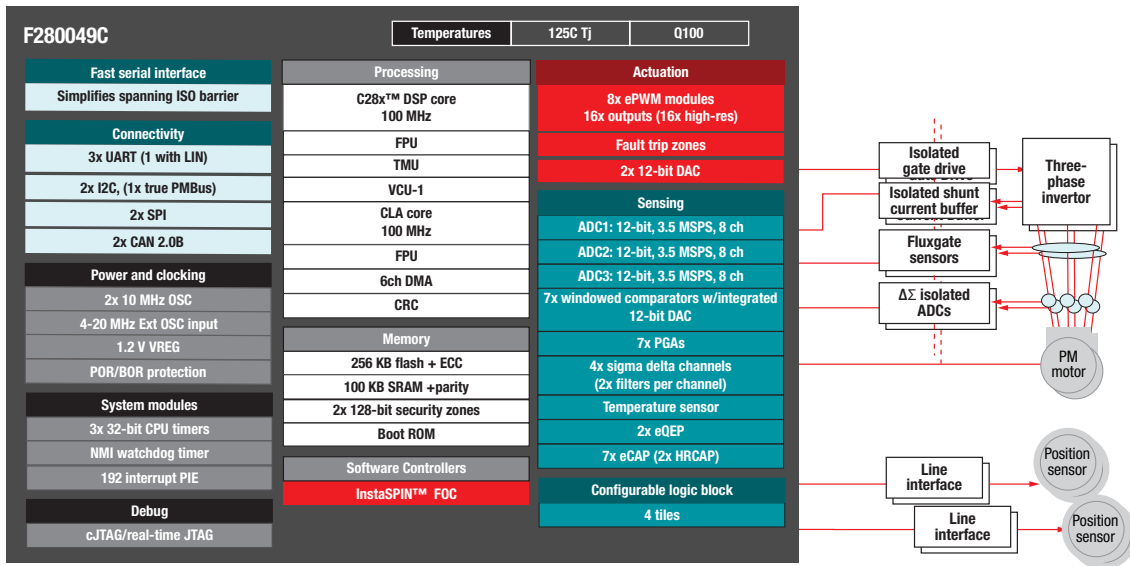 F280049C
Temperatures
125C Tj
Q100
Fast serial interface
Simplifies spanning ISO barrier
Connectivity
3x UART (1 with LIN)
2x I2C, (1x true PMBus)
2x SPI
2x CAN 2.0B
Power and clocking
2x 10 MHz OSC
4-20 MHz Ext OSC input
1.2 V VREG
POR/BOR protection
System modules
3x 32-bit CPU timers
NMI watchdog timer
192 interrupt PIE
Debug
cJTAG/real-time JTAG
Processing
C28x™ DSP core
100 MHz
FPU
TMU
VCU-1
CLA core
100 MHz
FPU
6ch DMA
CRC
Memory
256 KB flash + ECC
100 KB SRAM +parity
2x 128-bit security zones
Boot ROM
Software Controllers
InstaSPIN™ FOC
Actuation
8x ePWM modules
16x outputs (16x high-res)
Fault trip zones
2x 12-bit DAC
Sensing
ADC1: 12-bit, 3.5 MSPS, 8 ch
ADC2: 12-bit, 3.5 MSPS, 8 ch
ADC3: 12-bit, 3.5 MSPS, 8 ch
7x windowed comparators w/integrated
12-bit DAC
7x PGAs
4x sigma delta channels
(2x filters per channel)
Temperature sensor
2x eQEP
7x eCAP (2x HRCAP)
Configurable logic block
4 tiles
Isolated
gate drive
Isolated shunt
current buffer
Fluxgate
sensors
ΔΣ isolated
ADCs
Three-
phase
invertor
PM
motor
Line
interface
Position
sensor
Line
interface
Position
sensor